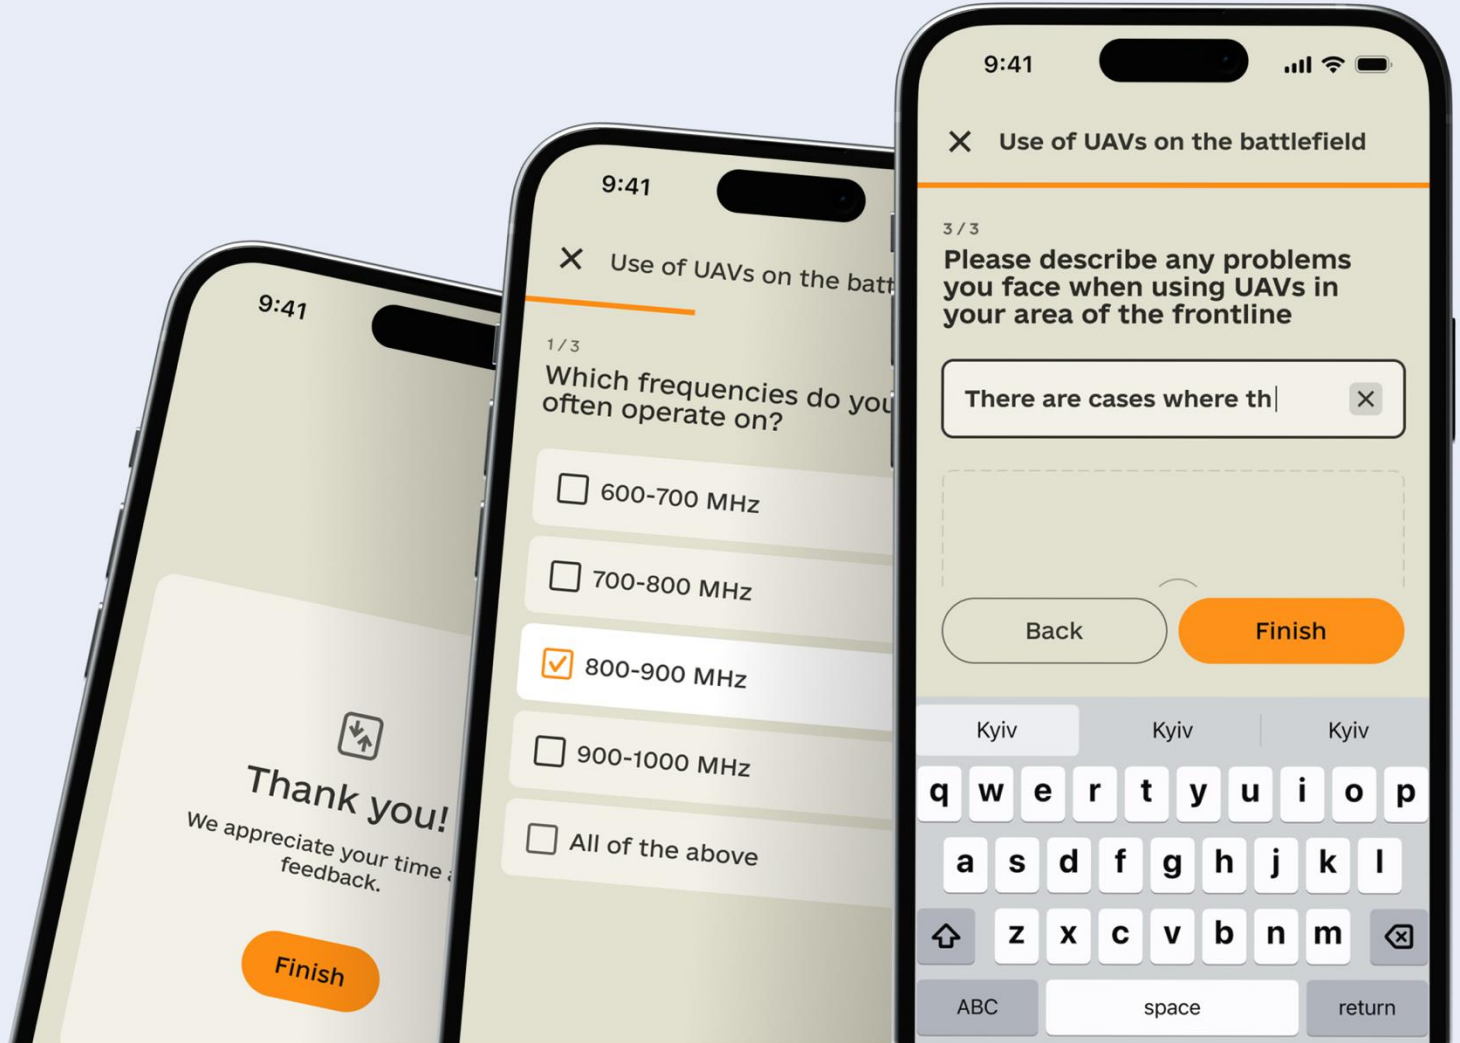 9:41
Thank you!
We appreciate your time
feedback.
Finish
9:41
Use of UAVs on the batt
1/3
Which frequencies do you
often operate on?
600-700 MHz
700-800 MHz
800-900 MHz
900-1000 MHz
All of the above
9:41
Use of UAVs on the battlefield
3/3
Please describe any problems
you face when using UAVs in
your area of the frontline
There are cases where th
Back
Finish
Kyiv Kyiv Kyiv
q w e r t y u i o p
a s d f g h j k l
z x c v b n m
ABC space return